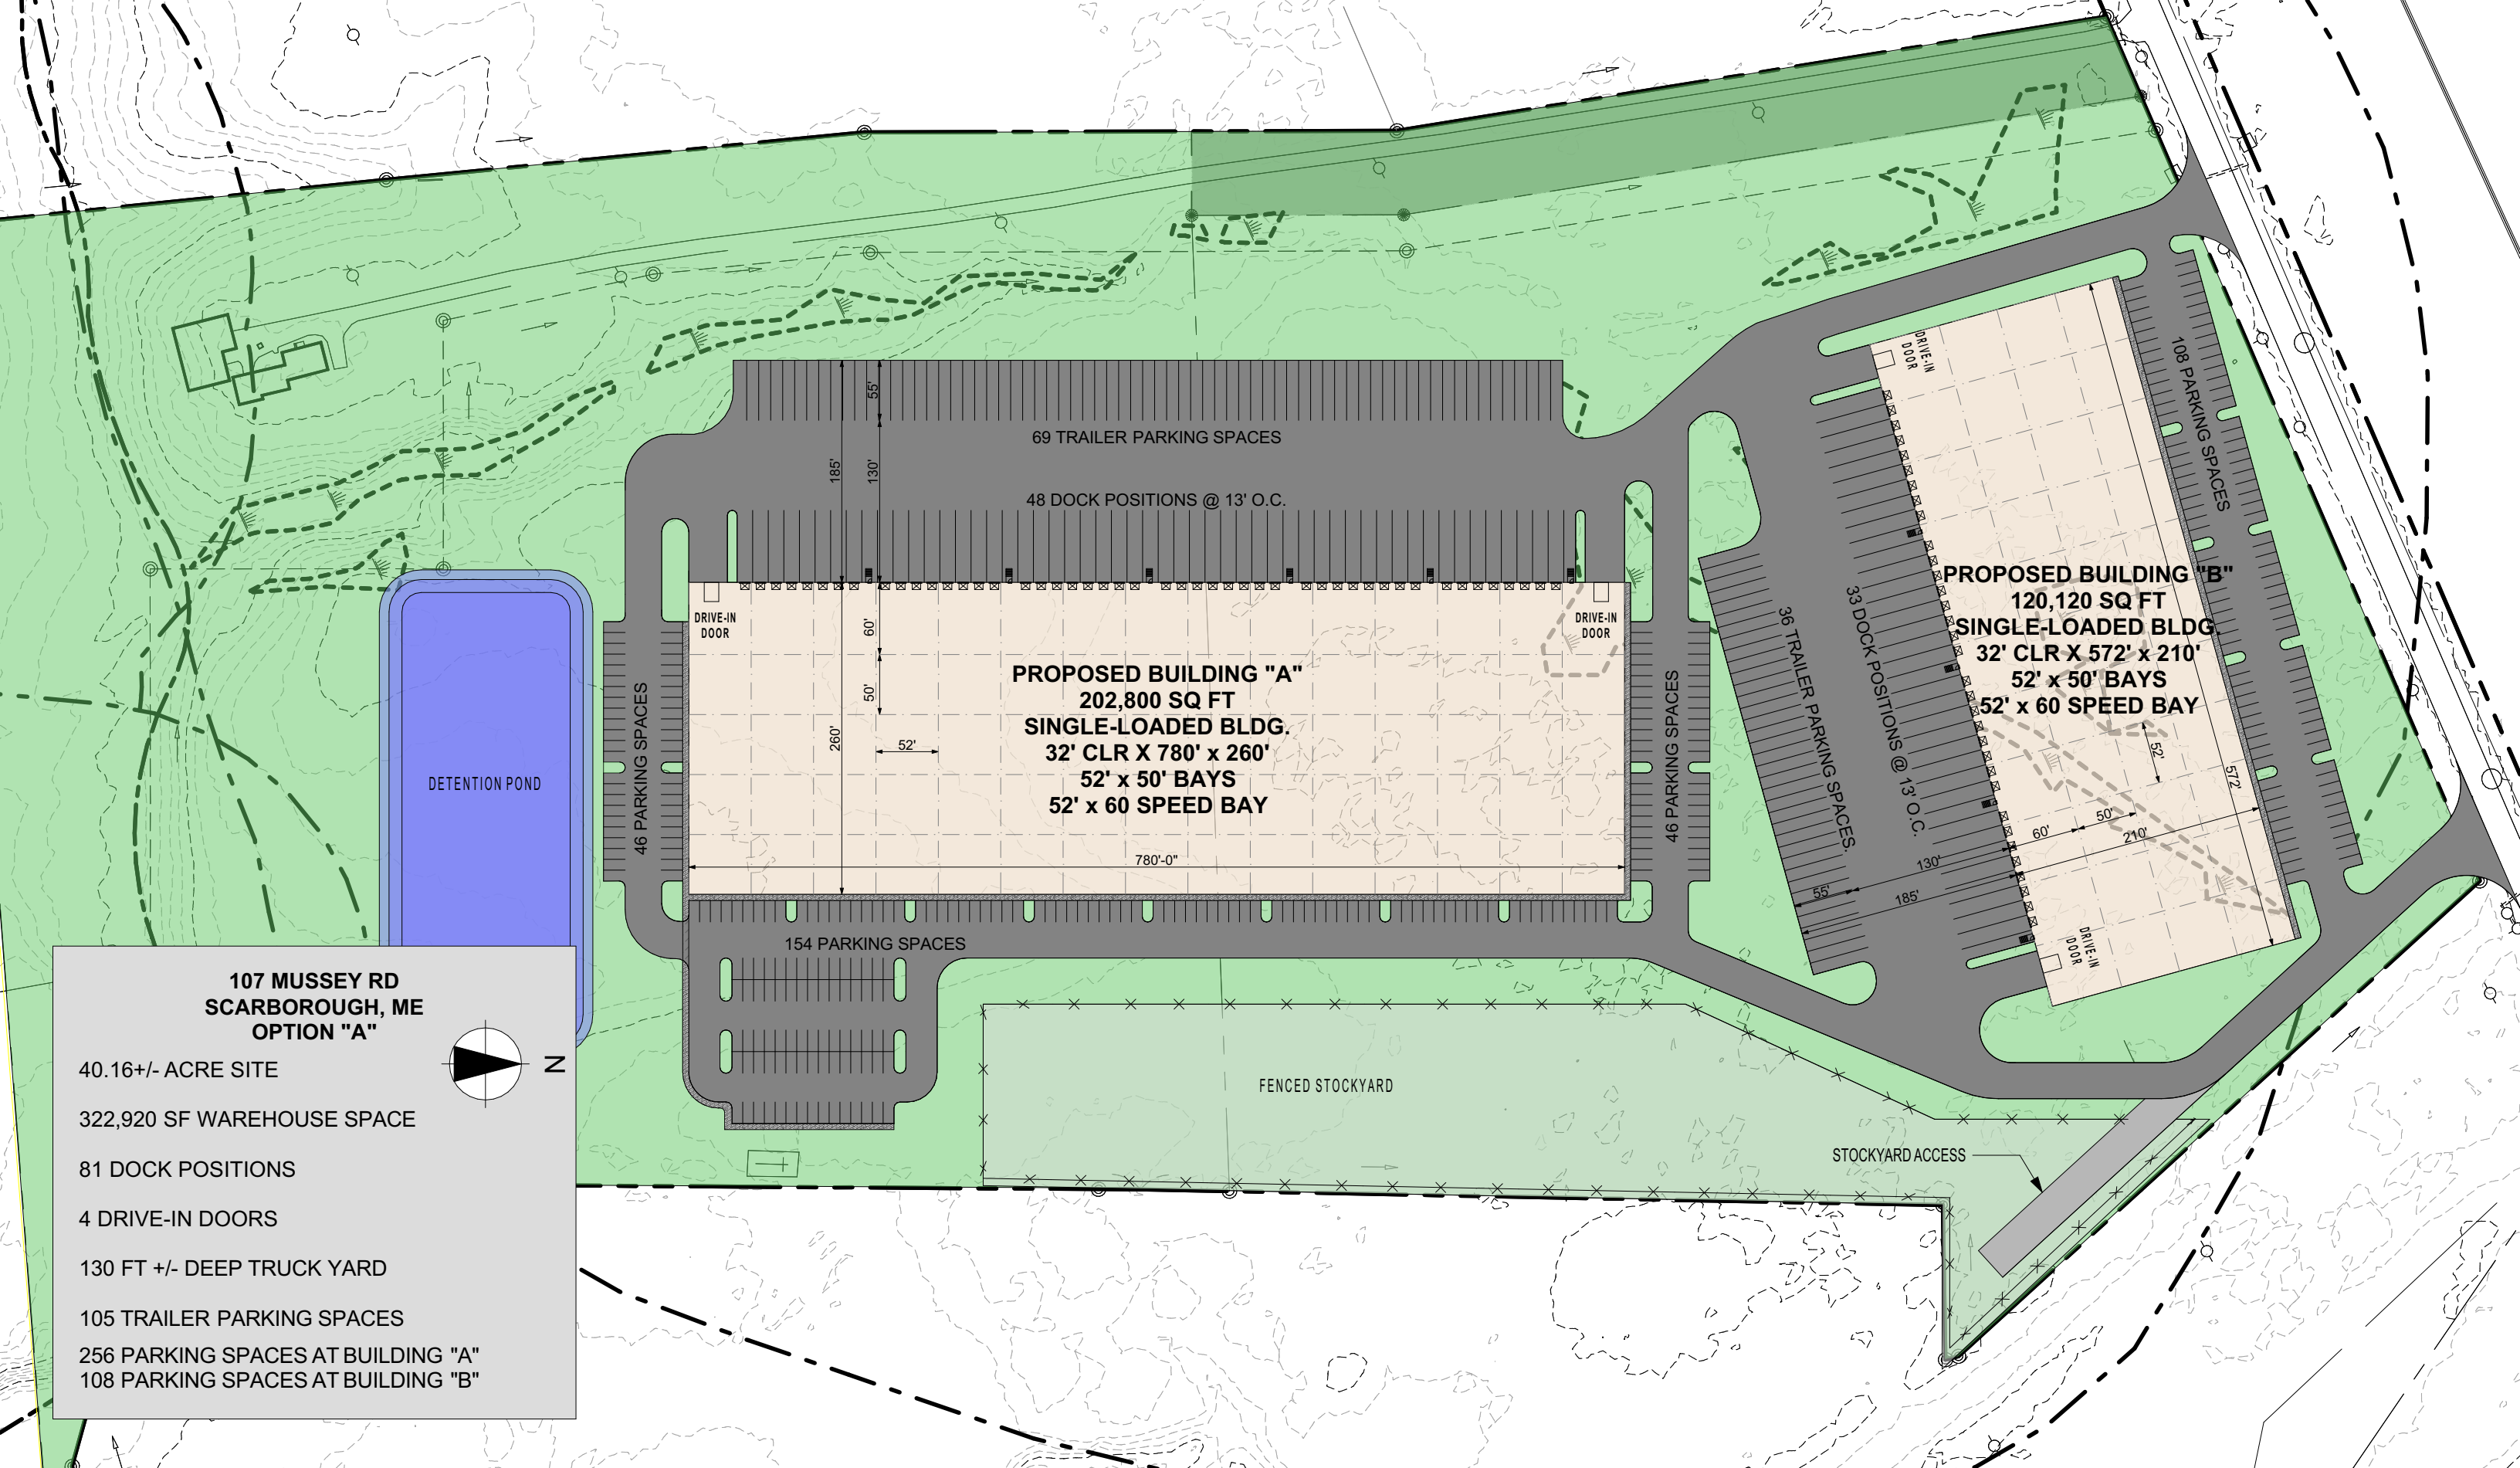 55'
69 TRAILER PARKING SPACES
185'
130'
48 DOCK POSITIONS @ 13' O.C.
DRIVE-IN
DOOR
DRIVE-IN
DOOR
60'
50'
52'
260'
780'-0"
PROPOSED BUILDING "A"
202,800 SQ FT
SINGLE-LOADED BLDG.
32' CLR X 780' x 260'
52' x 50' BAYS
52' x 60 SPEED BAY
46 PARKING SPACES
46 PARKING SPACES
154 PARKING SPACES
DETENTION POND
DRIVE-IN
DOOR
108 PARKING SPACES
PROPOSED BUILDING "B"
120,120 SQ FT
SINGLE-LOADED BLDG.
32' CLR X 572' x 210'
52' x 50' BAYS
52' x 60 SPEED BAY
33 DOCK POSITIONS @ 13' O.C.
36 TRAILER PARKING SPACES.
52'
572'
50'
60'
210'
130'
55'
185'
DRIVE-IN
DOOR
FENCED STOCKYARD
STOCKYARD ACCESS
107 MUSSEY RD
SCARBOROUGH, ME
OPTION "A"
N
40.16+/- ACRE SITE
322,920 SF WAREHOUSE SPACE
81 DOCK POSITIONS
4 DRIVE-IN DOORS
130 FT +/- DEEP TRUCK YARD
105 TRAILER PARKING SPACES
256 PARKING SPACES AT BUILDING "A"
108 PARKING SPACES AT BUILDING "B"